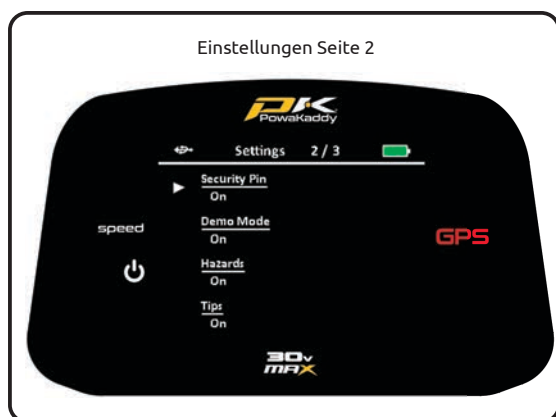 Einstellungen Seite 2
PK
PowaKaddy
Settings 2 / 3
Security Pin
On
speed
Demo Mode
On
GPS
Hazards
On
Tips
On
30v
MAX